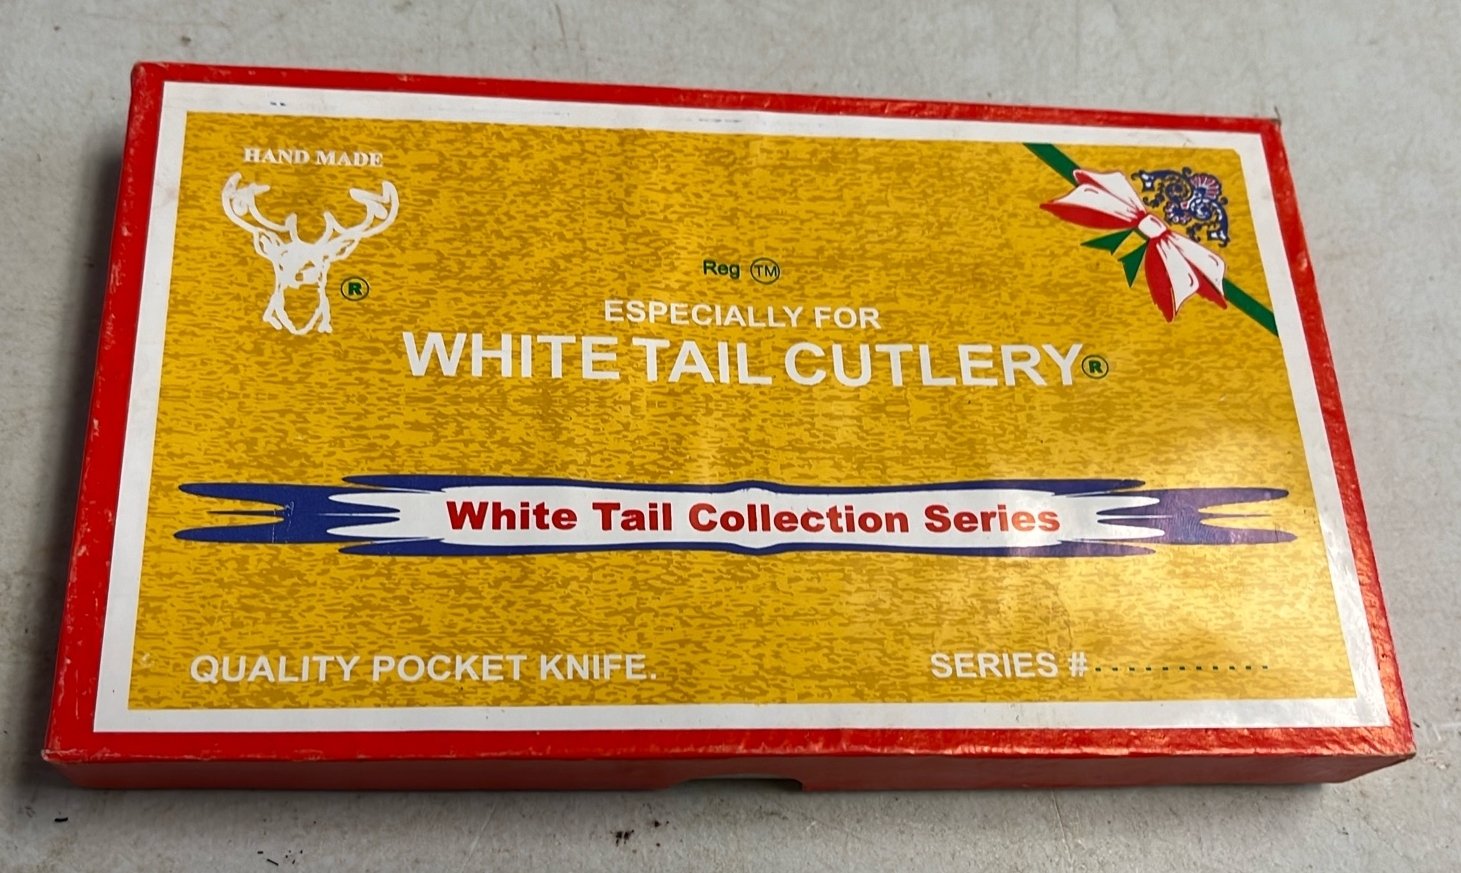 HAND MADE
®
Reg ™
ESPECIALLY FOR
WHITE TAIL CUTLERY®
White Tail Collection Series
QUALITY POCKET KNIFE.
SERIES #...........